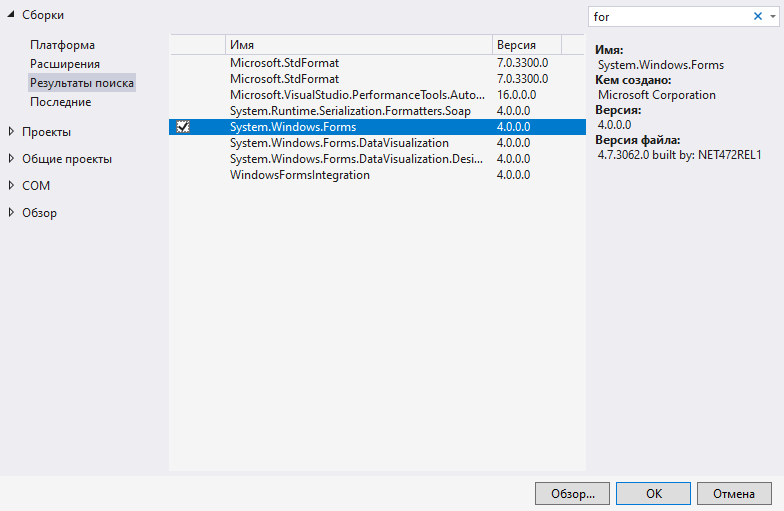 Сборки
Платформа
Расширения
Результаты поиска
Последние
Проекты
Общие проекты
COM
Обзор
Имя Версия
Microsoft.StdFormat 7.0.3300.0
Microsoft.StdFormat 7.0.3300.0
Microsoft.VisualStudio.PerformanceTools.Auto... 16.0.0.0
System.Runtime.Serialization.Formatters.Soap 4.0.0.0
System.Windows.Forms 4.0.0.0
System.Windows.Forms.DataVisualization 4.0.0.0
System.Windows.Forms.DataVisualization.Desi... 4.0.0.0
WindowsFormsIntegration 4.0.0.0
for
Имя:
System.Windows.Forms
Кем создано:
Microsoft Corporation
Версия:
4.0.0.0
Версия файла:
4.7.3062.0 built by: NET472REL1
Обзор... ОК Отмена